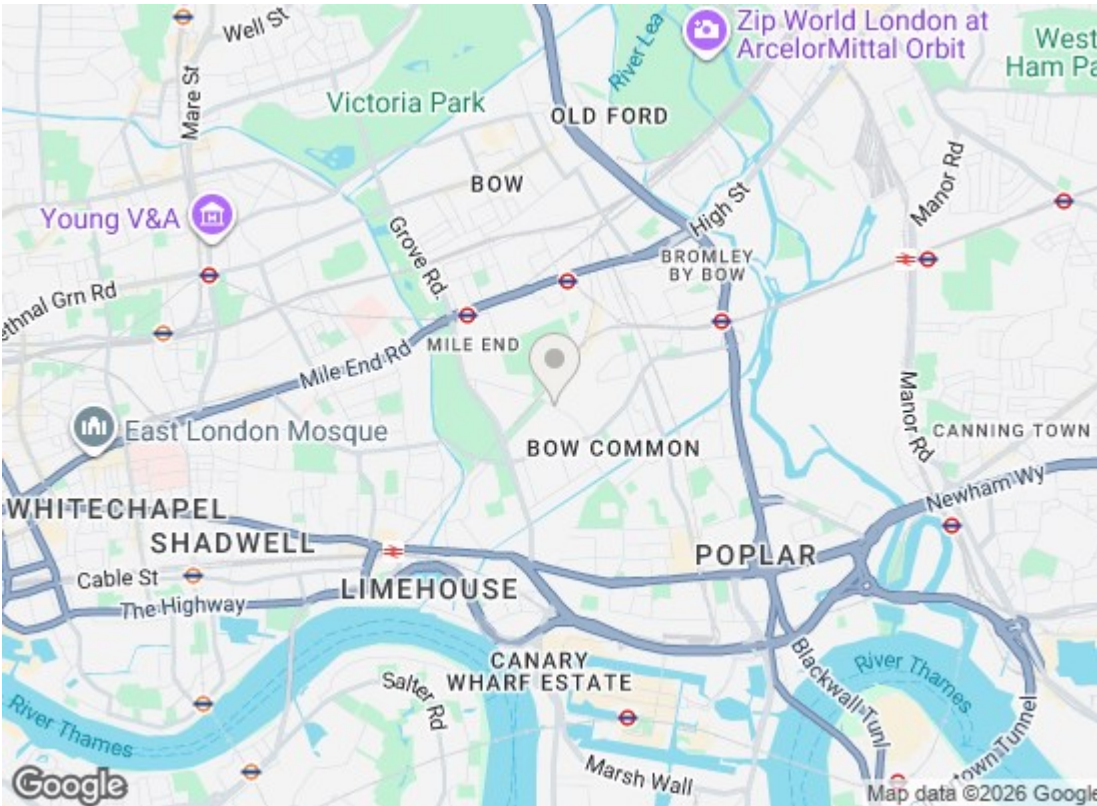 Well St
Zip World London at
ArcelorMittal Orbit
River Lea
West
Ham Pa
Mare St
Victoria Park
OLD FORD
BOW
Manor Rd
Young V&A
Grove Rd.
High St
BROMLEY
BY BOW
ethnal Grn Rd
MILE END
Mile End Rd
Manor Rd
East London Mosque
CANNING TOWN
BOW COMMON
Newham Wy
WHITECHAPEL
SHADWELL
POPLAR
Cable St
LIMEHOUSE
The Highway
CANARY
WHARF ESTATE
Blackwall Tunl
River Thames
Salter Rd
River Thames
Marsh Wall
town Tunnel
Google
Map data ©2026 Google